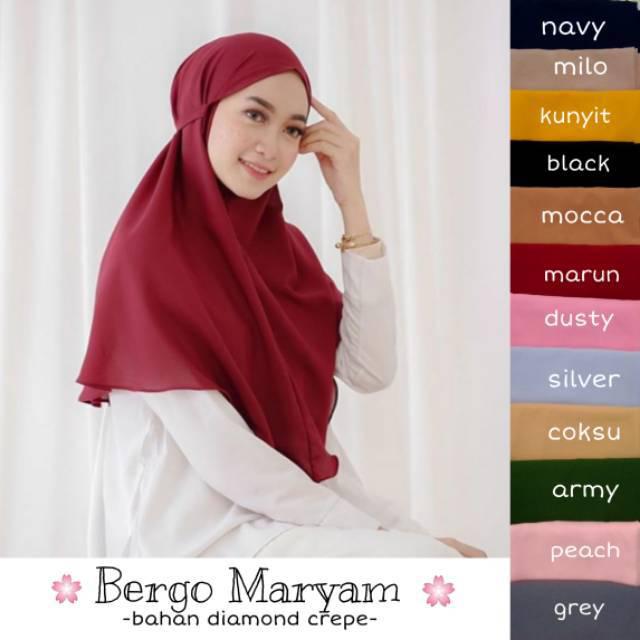 navy
milo
kunyit
black
mocca
marun
dusty
silver
coksu
army
peach
grey
Bergo Maryam
-bahan diamond crepe-